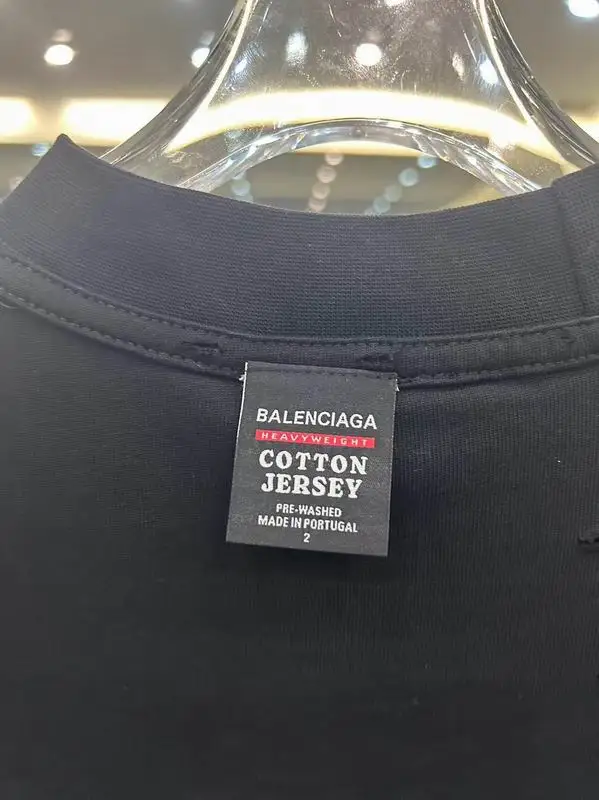 BALENCIAGA
HEAVYWEIGHT
COTTON
JERSEY
PRE-WASHED
MADE IN PORTUGAL
2